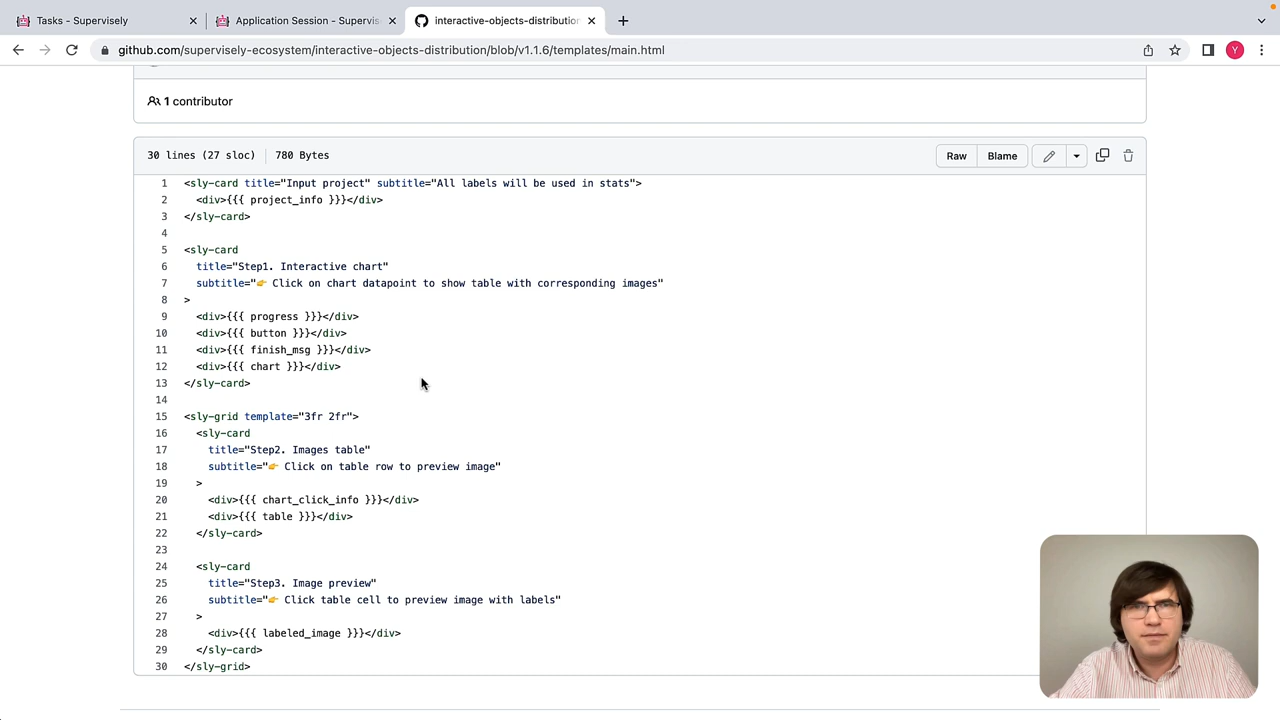 Tasks - Supervisely
Application Session - Supervis
interactive-objects-distribution
github.com/supervisely-ecosystem/interactive-objects-distribution/blob/v1.1.6/templates/main.html
Y
1 contributor
30 lines (27 sloc) 780 Bytes
Raw Blame
1 <sly-card title="Input project" subtitle="All labels will be used in stats">
2 <div>{{{ project_info }}}</div>
3 </sly-card>
4
5 <sly-card
6 title="Step1. Interactive chart"
7 subtitle="👉 Click on chart datapoint to show table with corresponding images"
8 >
9 <div>{{{ progress }}}</div>
10 <div>{{{ button }}}</div>
11 <div>{{{ finish_msg }}}</div>
12 <div>{{{ chart }}}</div>
13 </sly-card>
14
15 <sly-grid template="3fr 2fr">
16 <sly-card
17 title="Step2. Images table"
18 subtitle="👉 Click on table row to preview image"
19 >
20 <div>{{{ chart_click_info }}}</div>
21 <div>{{{ table }}}</div>
22 </sly-card>
23
24 <sly-card
25 title="Step3. Image preview"
26 subtitle="👉 Click table cell to preview image with labels"
27 >
28 <div>{{{ labeled_image }}}</div>
29 </sly-card>
30 </sly-grid>